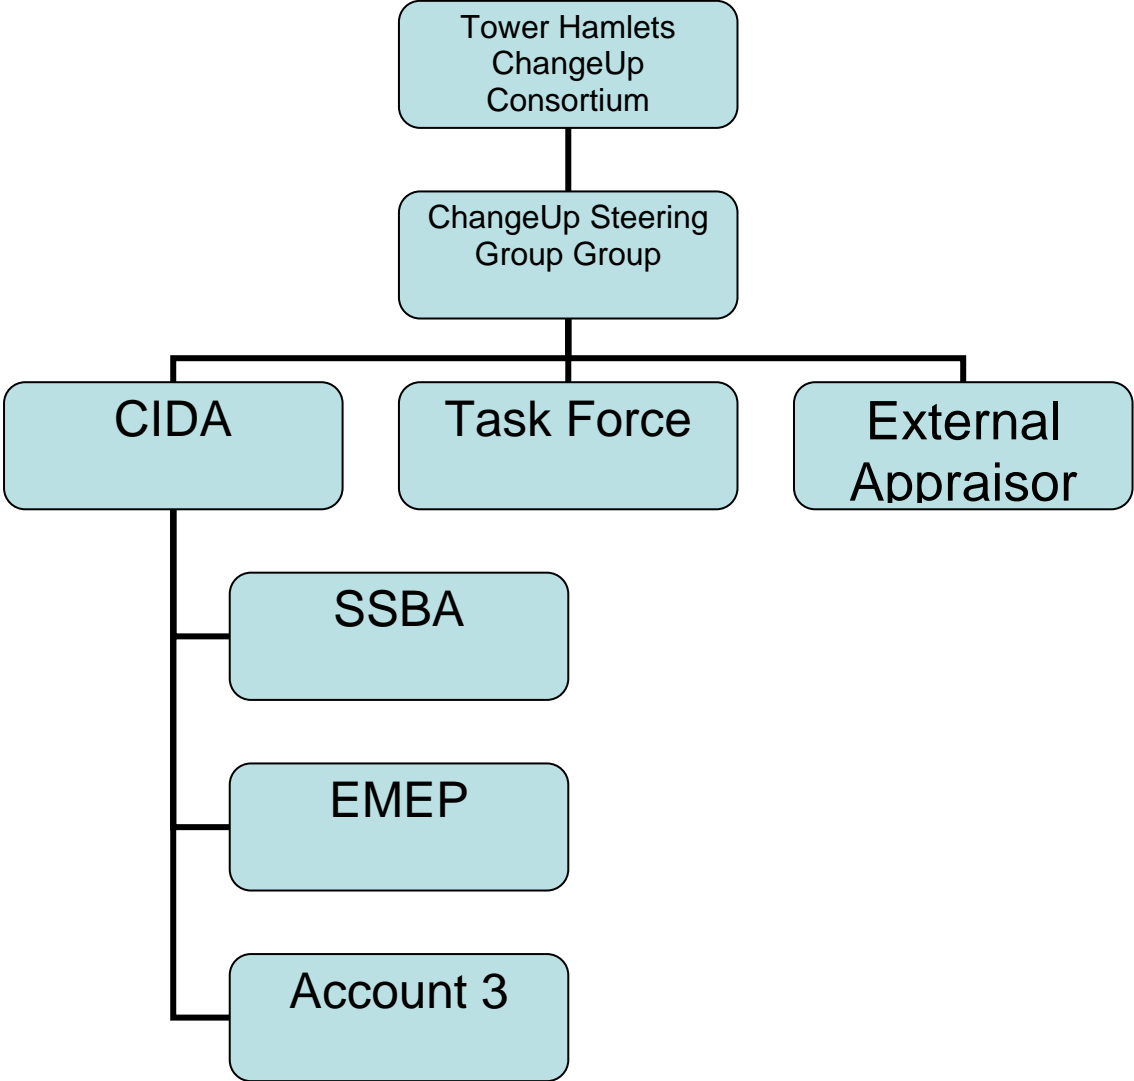 Tower Hamlets
ChangeUp
Consortium
ChangeUp Steering
Group Group
CIDA
Task Force
External
Appraisor
SSBA
EMEP
Account 3